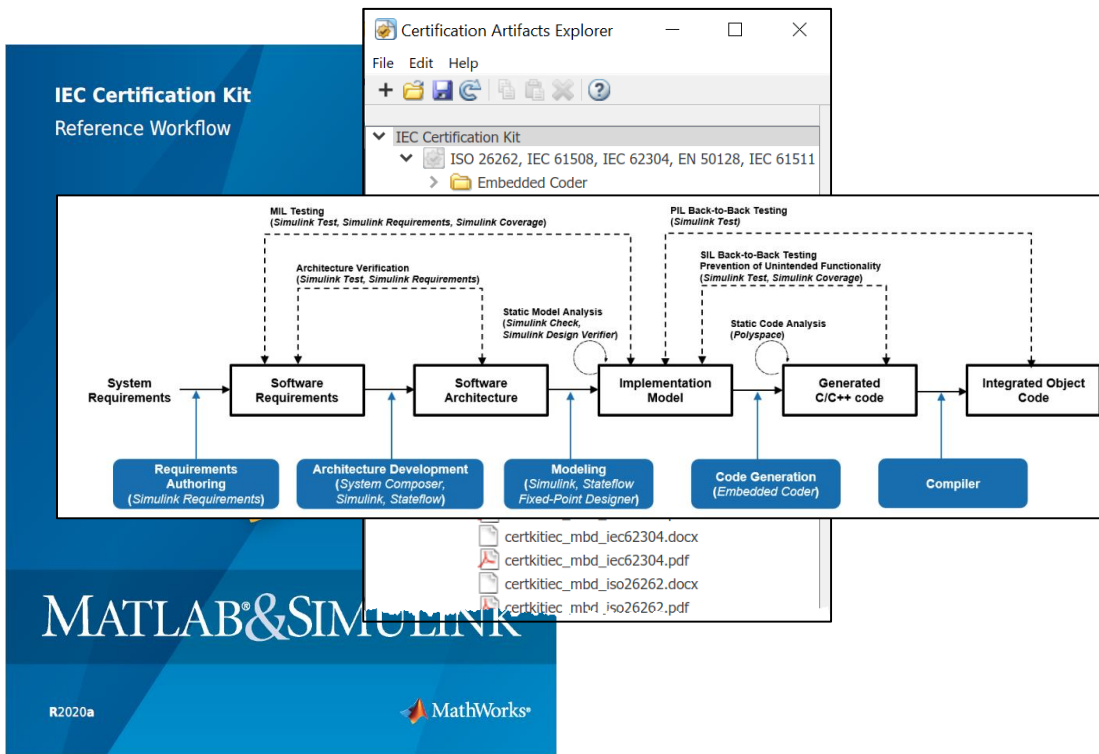 Certification Artifacts Explorer
File Edit Help
IEC Certification Kit
Reference Workflow
IEC Certification Kit
ISO 26262, IEC 61508, IEC 62304, EN 50128, IEC 61511
Embedded Coder
MIL Testing
(Simulink Test, Simulink Requirements, Simulink Coverage)
PIL Back-to-Back Testing
(Simulink Test)
Architecture Verification
(Simulink Test, Simulink Requirements)
SIL Back-to-Back Testing
Prevention of Unintended Functionality
(Simulink Test, Simulink Coverage)
Static Model Analysis
(Simulink Check,
Simulink Design Verifier)
Static Code Analysis
(Polyspace)
System
Requirements
Software
Requirements
Software
Architecture
Implementation
Model
Generated
C/C++ code
Integrated Object
Code
Requirements
Authoring
(Simulink Requirements)
Architecture Development
(System Composer,
Simulink, Stateflow)
Modeling
(Simulink, Stateflow
Fixed-Point Designer)
Code Generation
(Embedded Coder)
Compiler
certkitiec_mbd_iec62304.docx
certkitiec_mbd_iec62304.pdf
certkitiec_mbd_iso26262.docx
certkitiec_mbd_iso26262.pdf
MATLAB®&SIMULINK
R2020a
MathWorks®